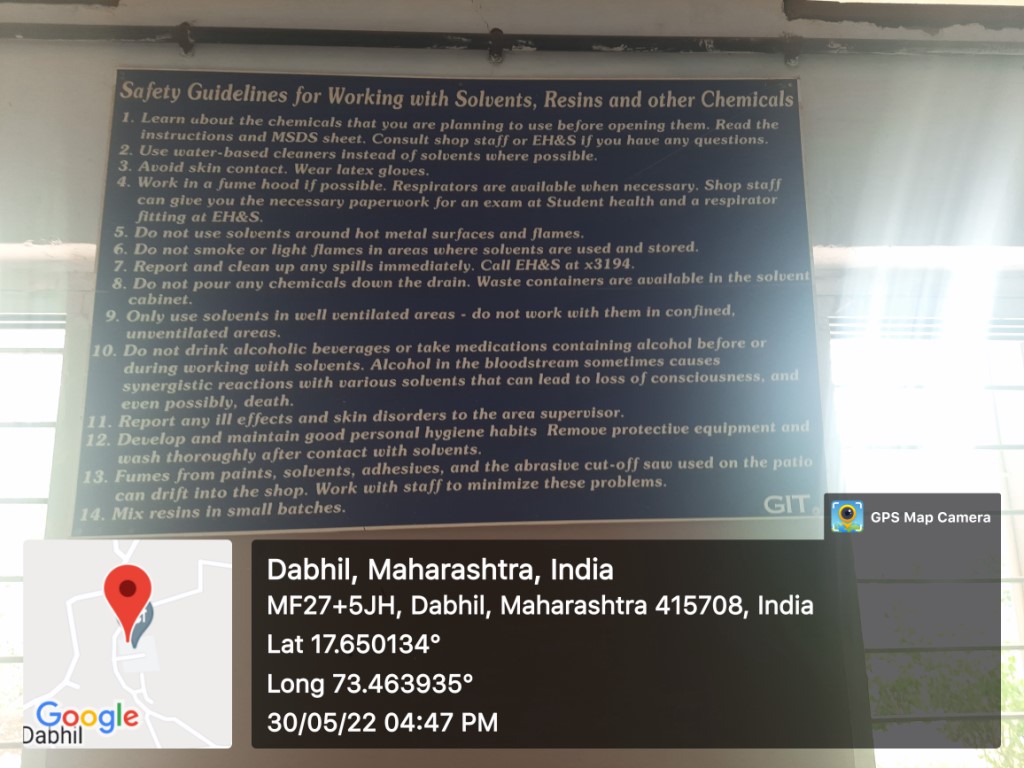 Safety Guidelines for Working with Solvents, Resins and other Chemicals
1. Learn about the chemicals that you are planning to use before opening them. Read the
instructions and MSDS sheet. Consult shop staff or EH&S if you have any questions.
2. Use water-based cleaners instead of solvents where possible.
3. Avoid skin contact. Wear latex gloves.
4. Work in a fume hood if possible. Respirators are available when necessary. Shop staff
can give you the necessary paperwork for an exam at Student health and a respirator
fitting at EH&S.
5. Do not use solvents around hot metal surfaces and flames.
6. Do not smoke or light flames in areas where solvents are used and stored.
7. Report and clean up any spills immediately. Call EH&S at x3194.
8. Do not pour any chemicals down the drain. Waste containers are available in the solvent
cabinet.
9. Only use solvents in well ventilated areas - do not work with them in confined,
unventilated areas.
10. Do not drink alcoholic beverages or take medications containing alcohol before or
during working with solvents. Alcohol in the bloodstream sometimes causes
synergistic reactions with various solvents that can lead to loss of consciousness, and
even possibly, death.
11. Report any ill effects and skin disorders to the area supervisor.
12. Develop and maintain good personal hygiene habits Remove protective equipment and
wash thoroughly after contact with solvents.
13. Fumes from paints, solvents, adhesives, and the abrasive cut-off saw used on the patio
can drift into the shop. Work with staff to minimize these problems.
14. Mix resins in small batches.
GIT
GPS Map Camera
Dabhil, Maharashtra, India
MF27+5JH, Dabhil, Maharashtra 415708, India
Lat 17.650134°
Long 73.463935°
30/05/22 04:47 PM
Google
Dabhil